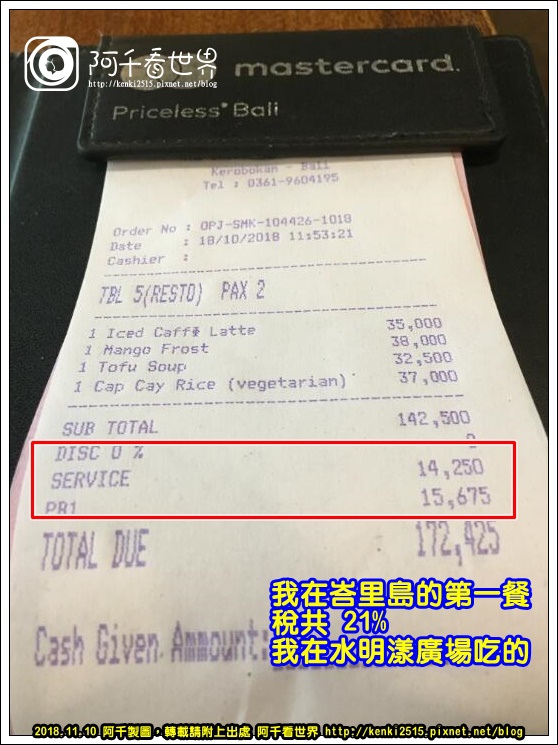 阿千看世界
http://kenki2515.pixnet.net/blog
mastercard.
Priceless® Bali
Kerobokan - Bali
Tel : 0361-9604195
Order No : OPJ-SMK-104426-1018
Date : 18/10/2018 11:53:21
Cashier :
TBL 5(RESTO) PAX 2
1 Iced Caffe Latte 35,000
1 Mango Frost 38,000
1 Tofu Soup 32,500
1 Cap Cay Rice (vegetarian) 37,000
SUB TOTAL 142,500
DISC 0 %
SERVICE 14,250
PB1 15,675
TOTAL DUE 172,425
Cash Given Ammount:
我在峇里島的第一餐
稅共 21%
我在水明漾廣場吃的
2018.11.10 阿千製圖，轉載請附上出處 阿千看世界 http://kenki2515.pixnet.net/blog